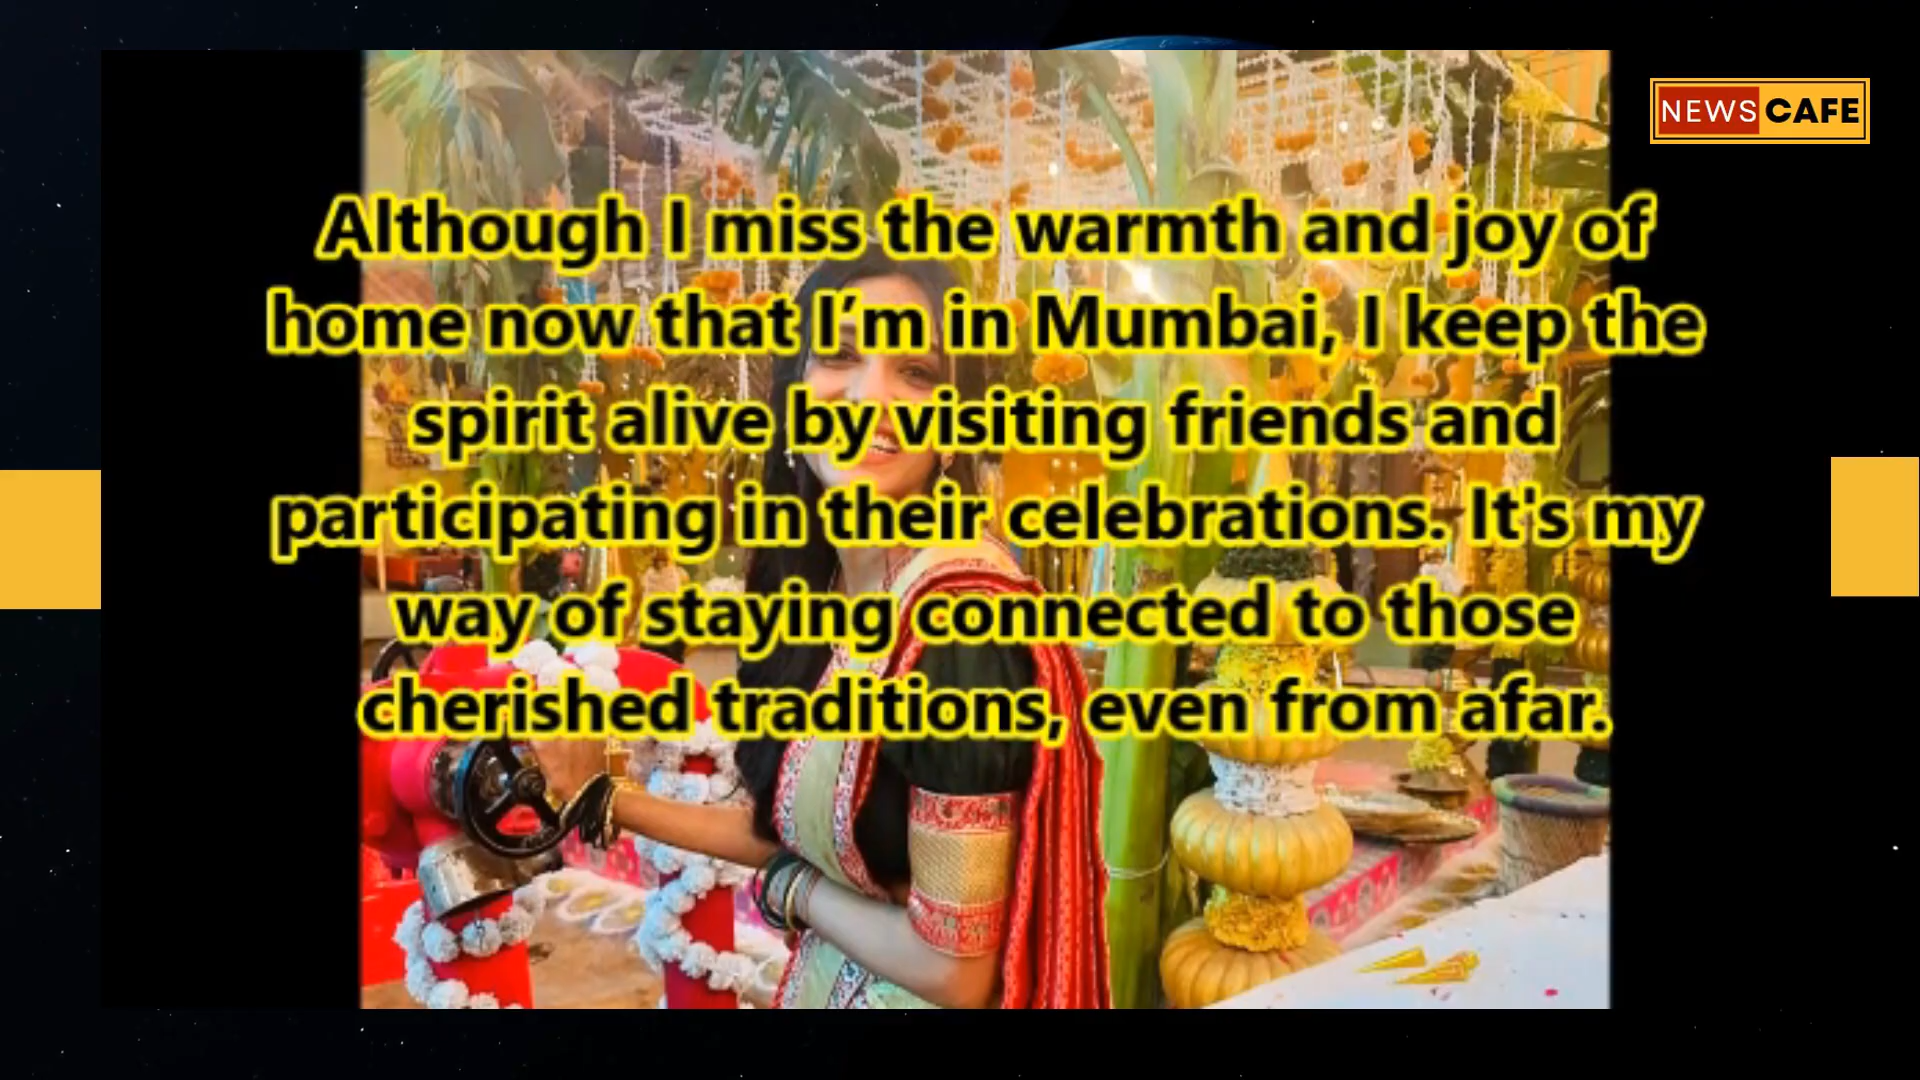 NEWS CAFE
Although I miss the warmth and joy of
home now that I’m in Mumbai, I keep the
spirit alive by visiting friends and
participating in their celebrations. It's my
way of staying connected to those
cherished traditions, even from afar.